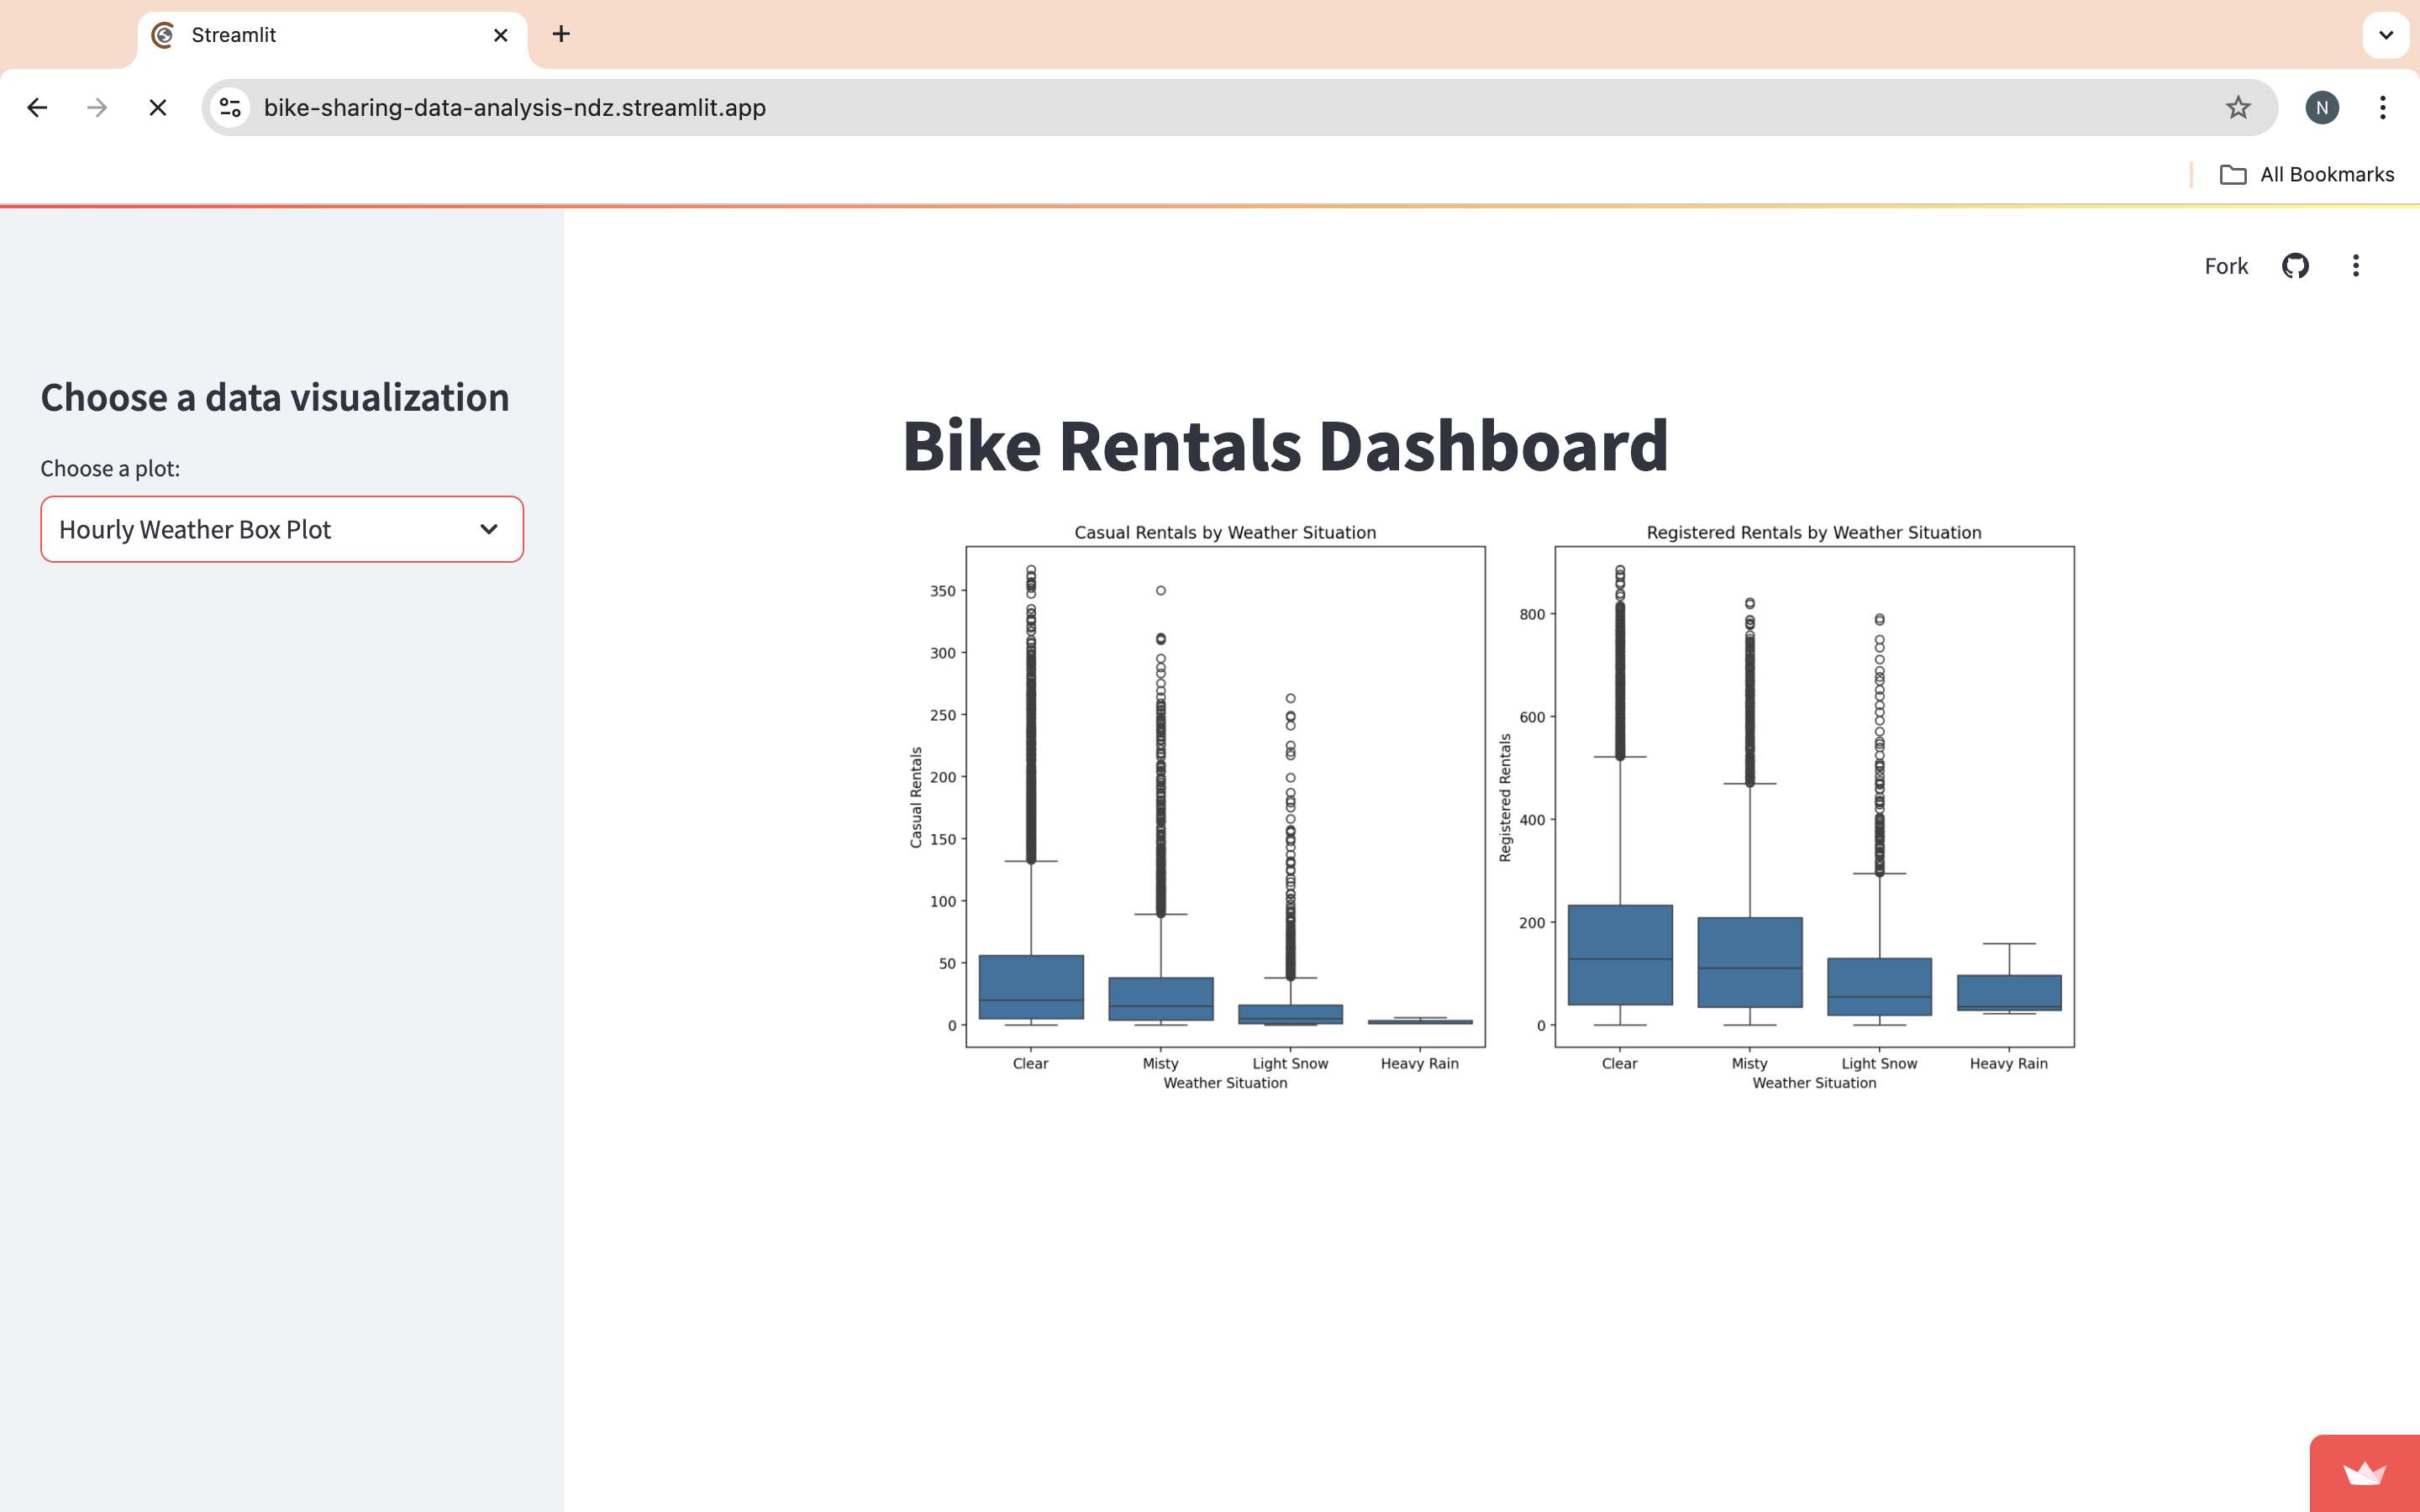 Streamlit
bike-sharing-data-analysis-ndz.streamlit.app
N
All Bookmarks
Fork
Choose a data visualization
Choose a plot:
Hourly Weather Box Plot
Bike Rentals Dashboard
Casual Rentals by Weather Situation
350
300
250
200
150
100
50
0
Casual Rentals
Clear Misty Light Snow Heavy Rain
Weather Situation
Registered Rentals by Weather Situation
800
600
400
200
0
Registered Rentals
Clear Misty Light Snow Heavy Rain
Weather Situation